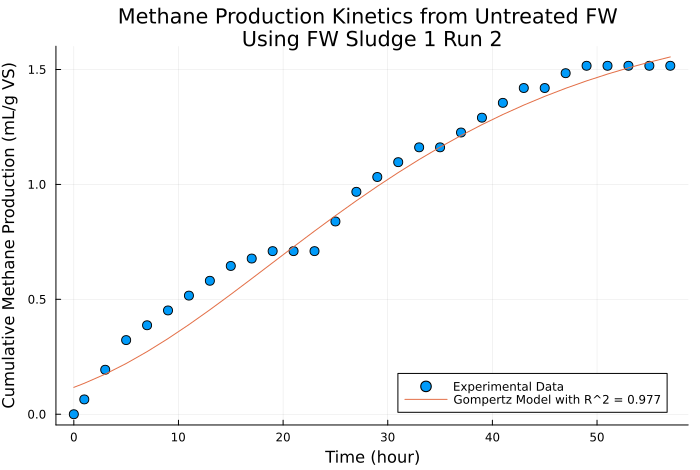 Methane Production Kinetics from Untreated FW
Using FW Sludge 1 Run 2
Cumulative Methane Production (mL/g VS)
1.5
1.0
0.5
0.0
0
10
20
30
40
50
Time (hour)
Experimental Data
Gompertz Model with R^2 = 0.977